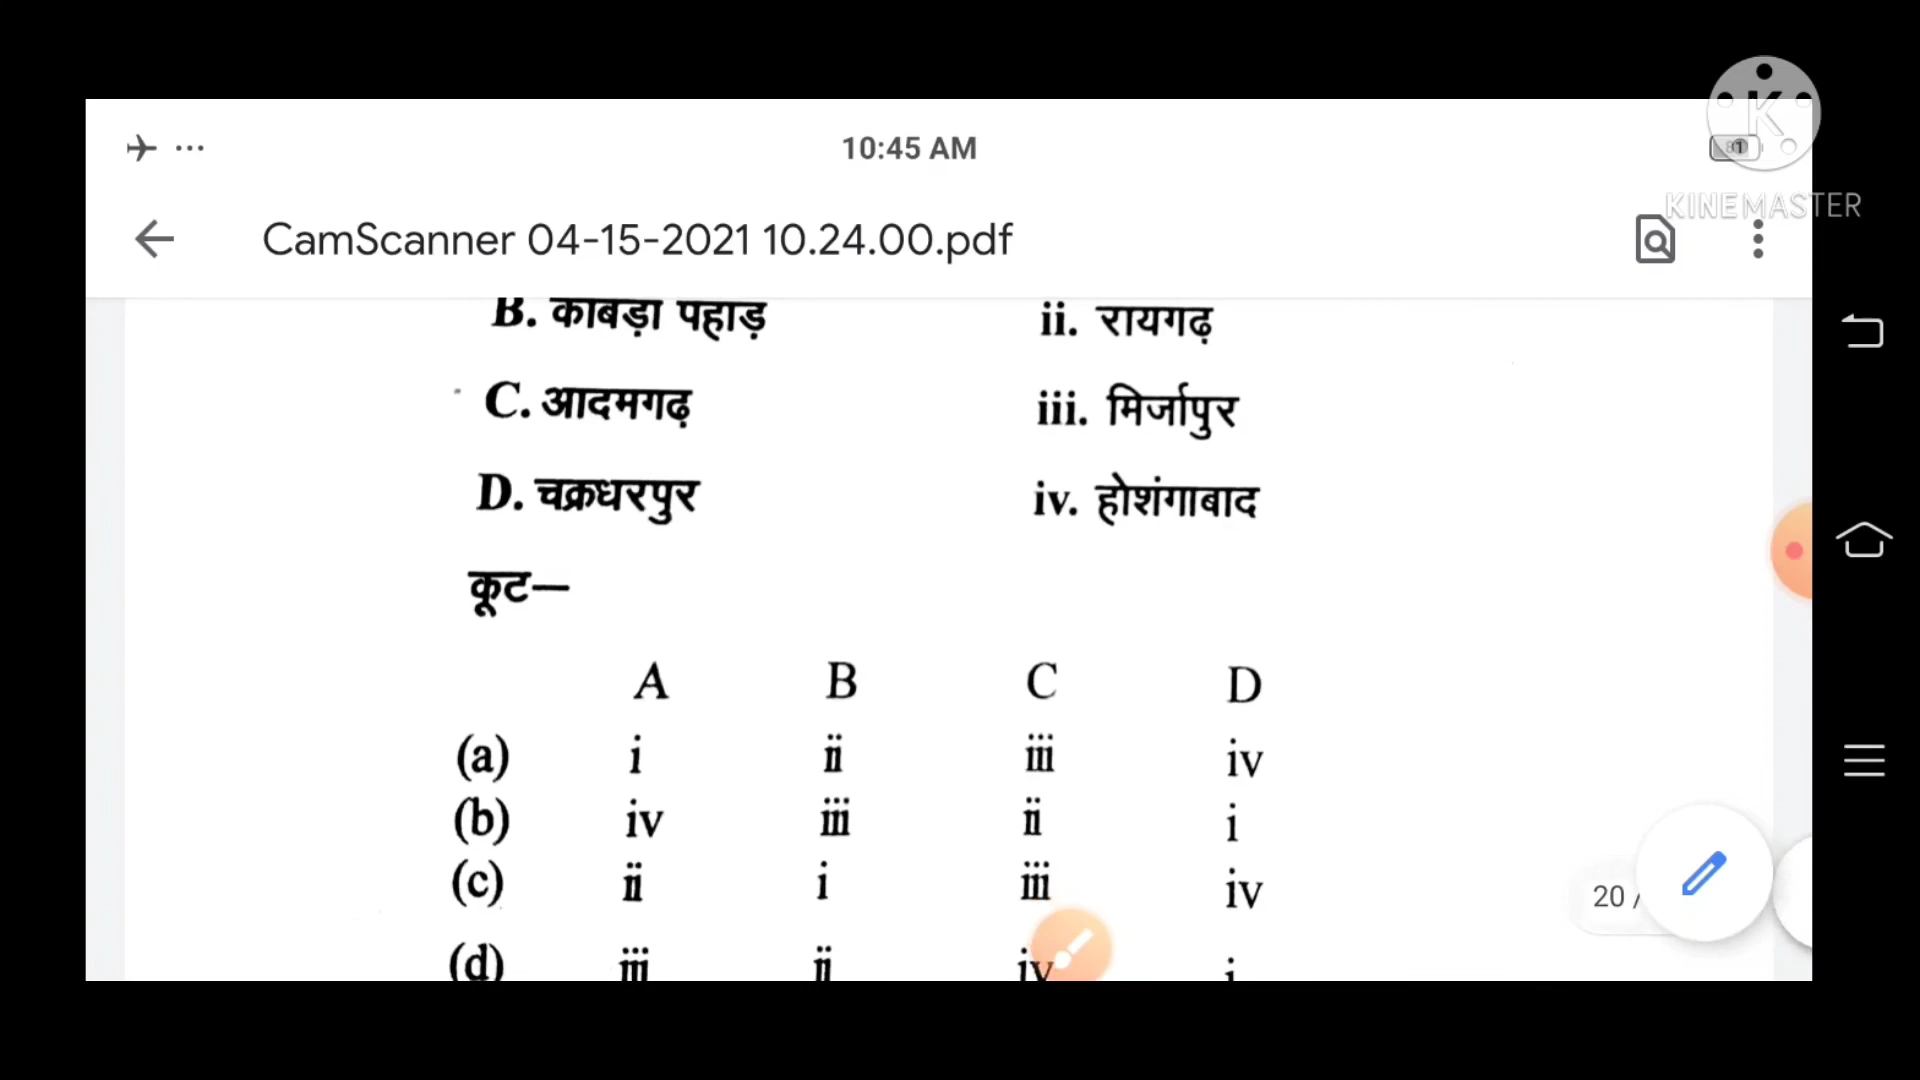 10:45 AM
KINEMASTER
CamScanner 04-15-2021 10.24.00.pdf
B. काबड़ा पहाड़ ii. रायगढ़
C. आदमगढ़ iii. मिर्जापुर
D. चक्रधरपुर iv. होशंगाबाद
कूट—
A B C D
(a) i ii iii iv
(b) iv iii ii i
(c) ii i iii iv
(d) iii ii iv i
20 /